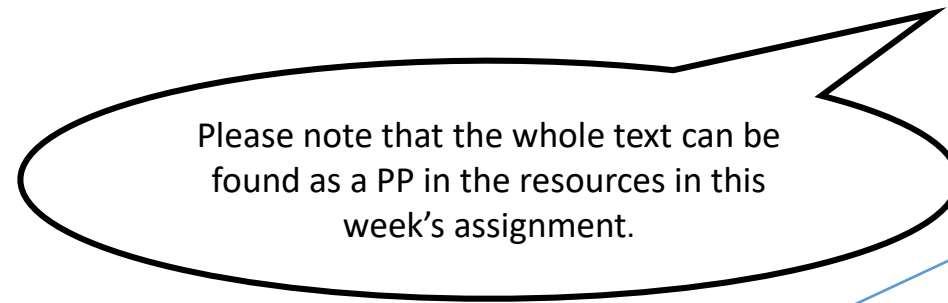 Please note that the whole text can be
found as a PP in the resources in this
week’s assignment.